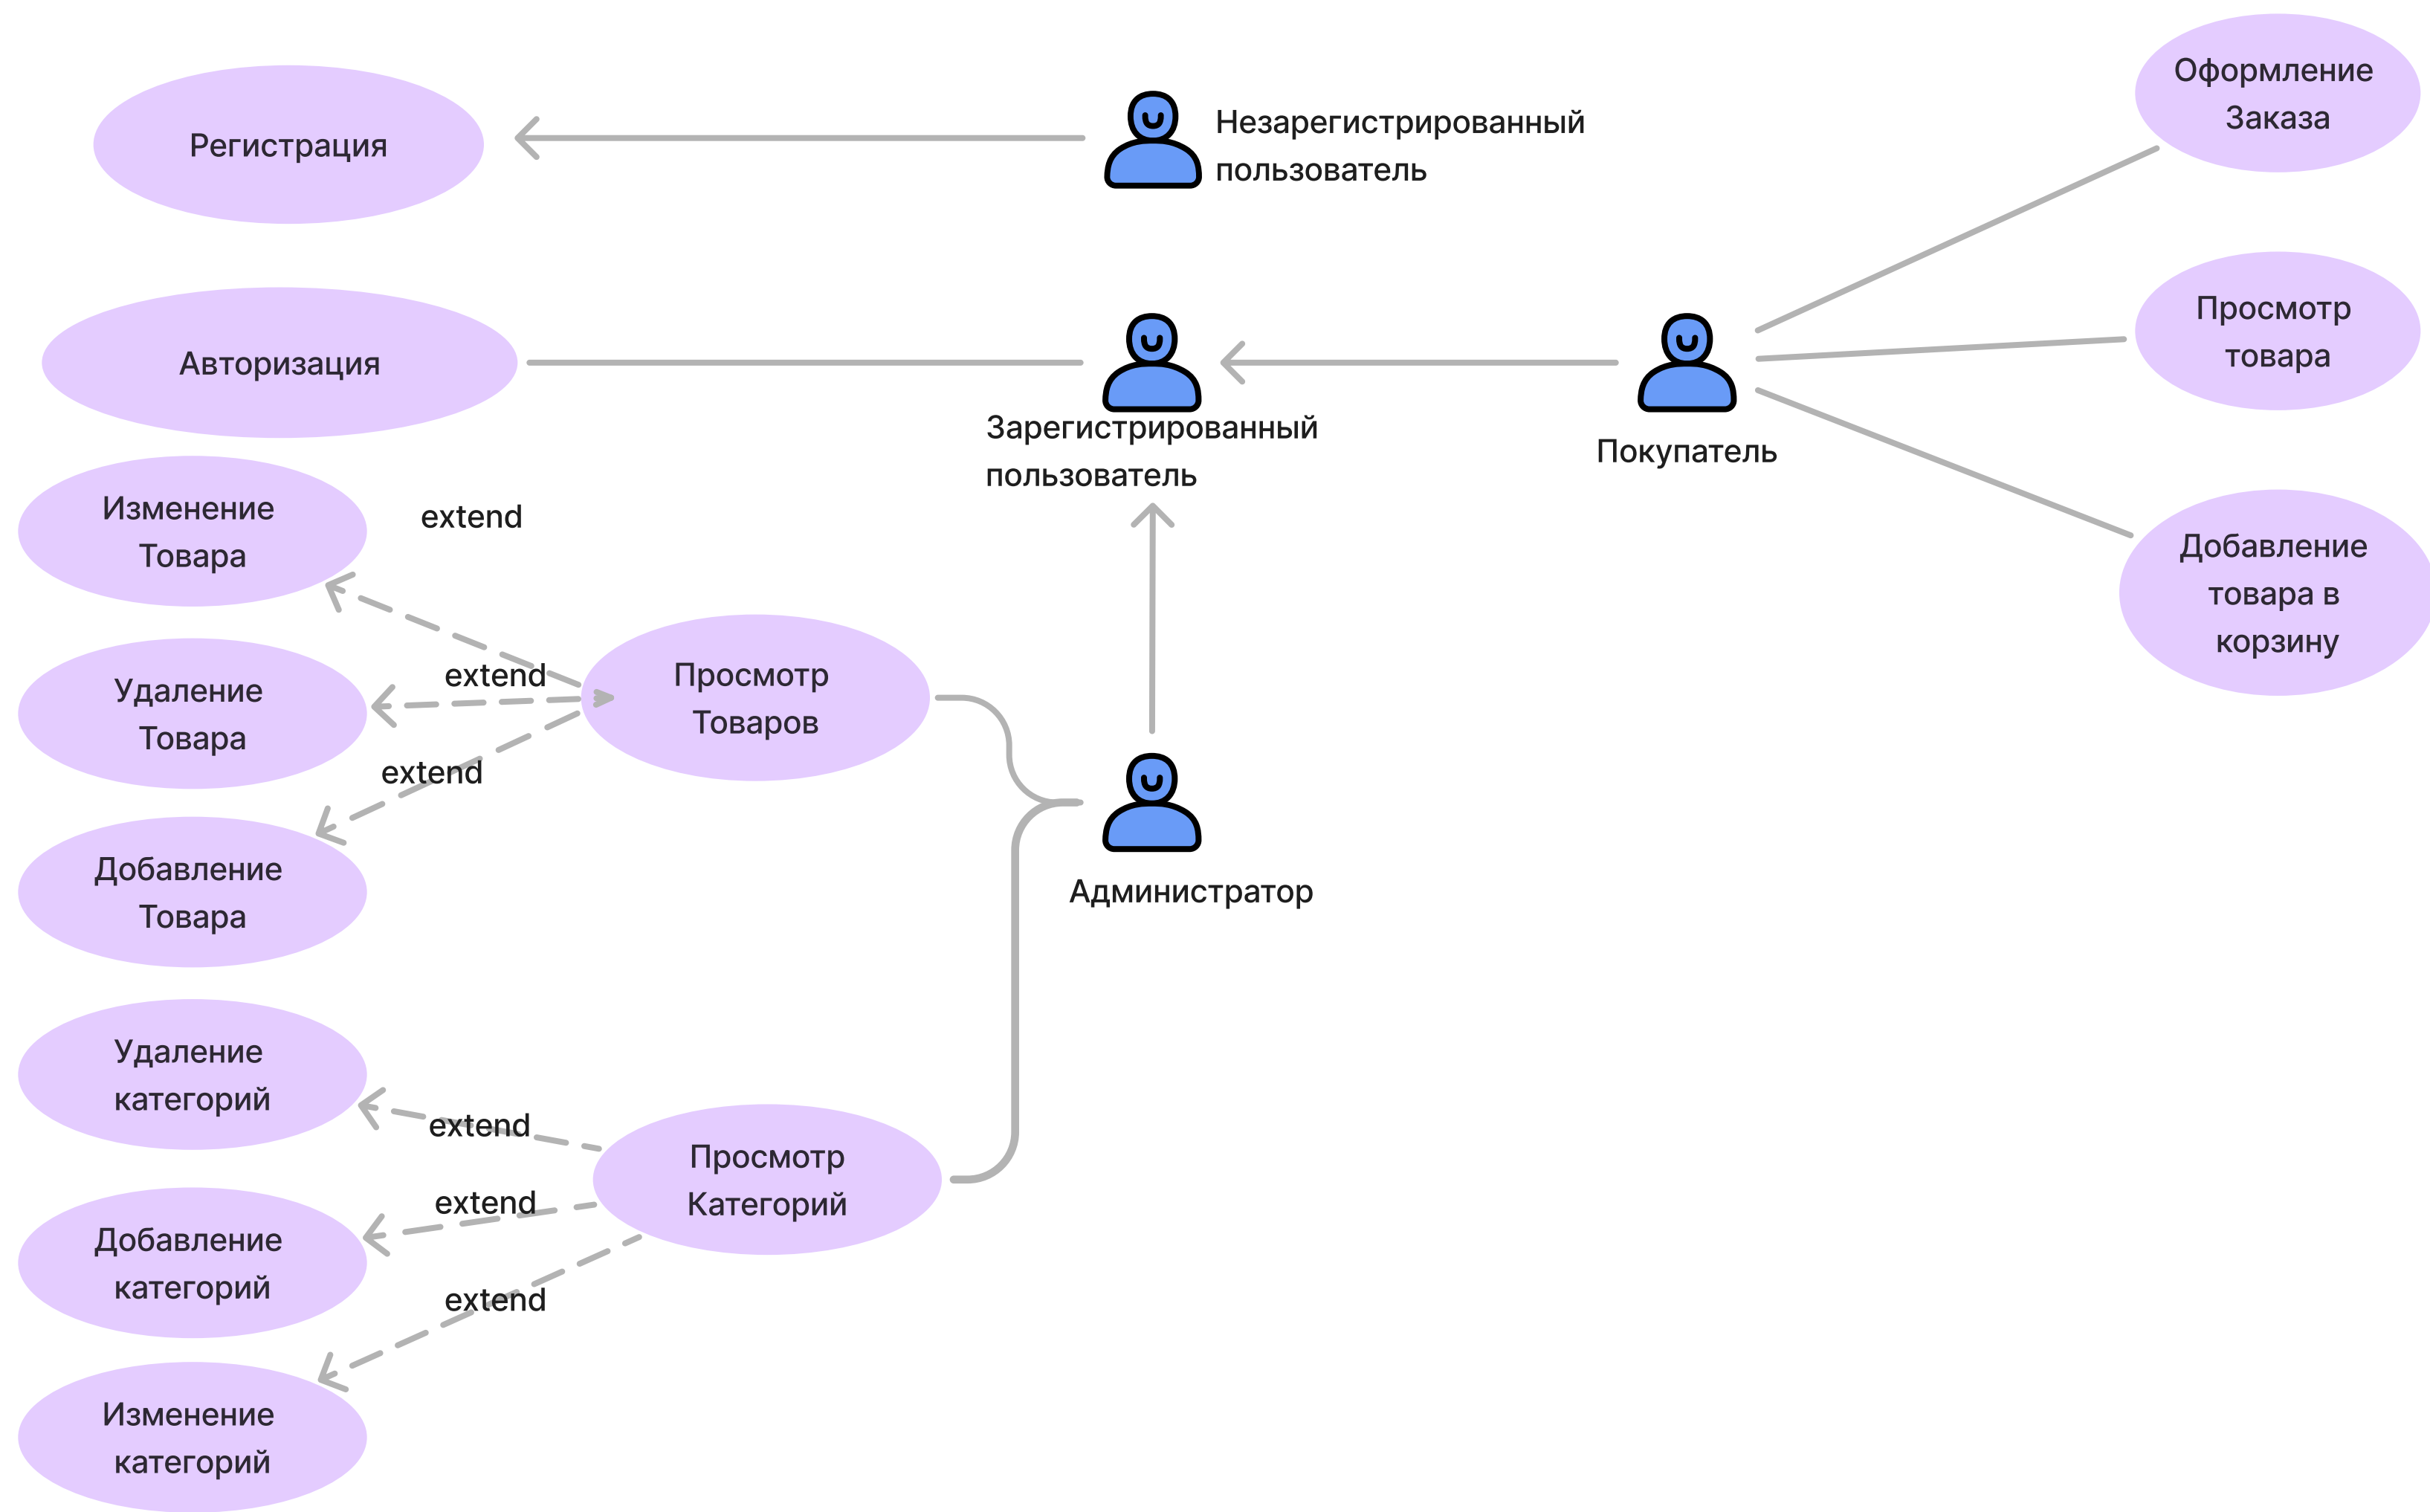 Регистрация
Незарегистрированный
пользователь
Оформление
Заказа
Авторизация
Зарегистрированный
пользователь
Покупатель
Просмотр
товара
Добавление
товара в
корзину
Изменение
Товара
extend
Удаление
Товара
extend
Добавление
Товара
extend
Просмотр
Товаров
Администратор
Удаление
категорий
extend
Добавление
категорий
extend
Изменение
категорий
extend
Просмотр
Категорий